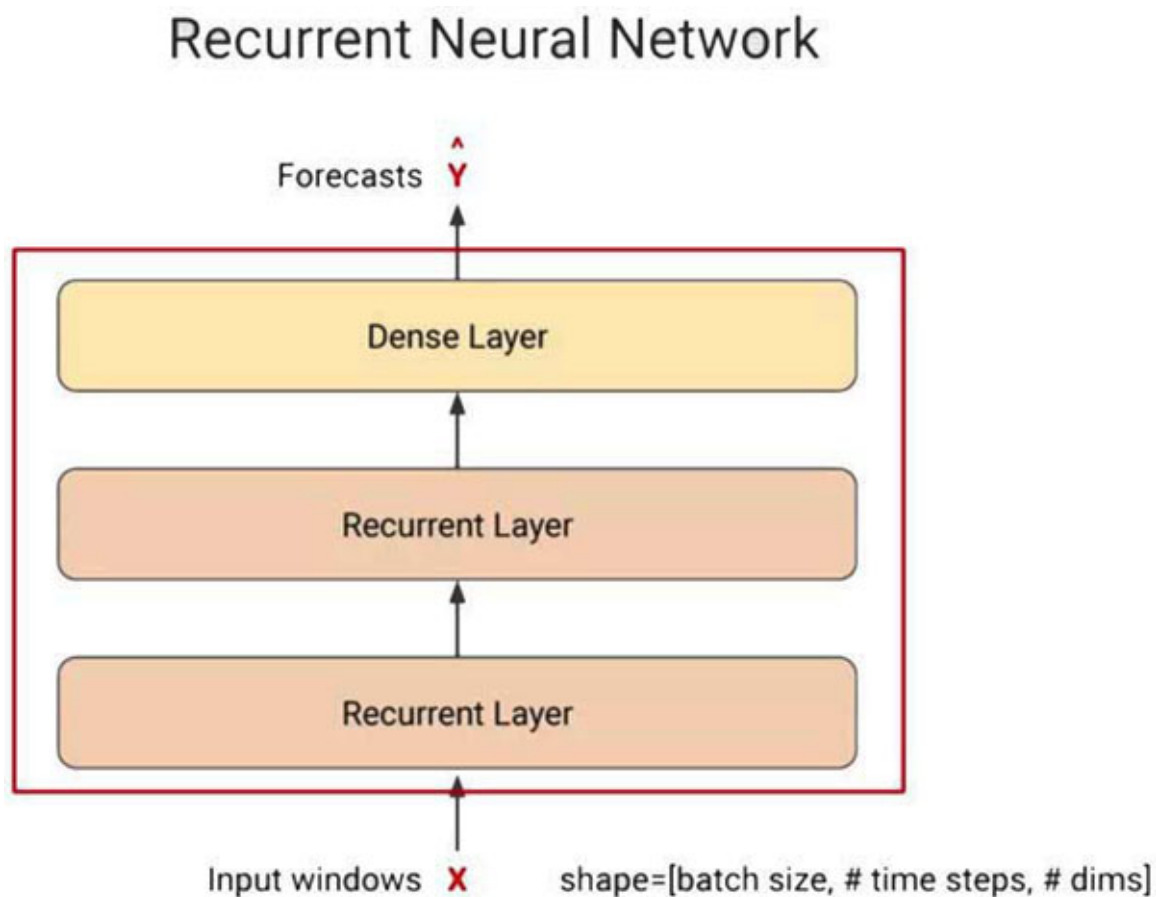 Recurrent Neural Network
Forecasts Ŷ
Dense Layer
Recurrent Layer
Recurrent Layer
Input windows X shape=[batch size, # time steps, # dims]